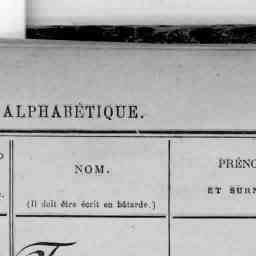 ALPHABÉTIQUE.
NOM.
PRÉNO
(Il doit être écrit en bâtarde.)
ET SURN